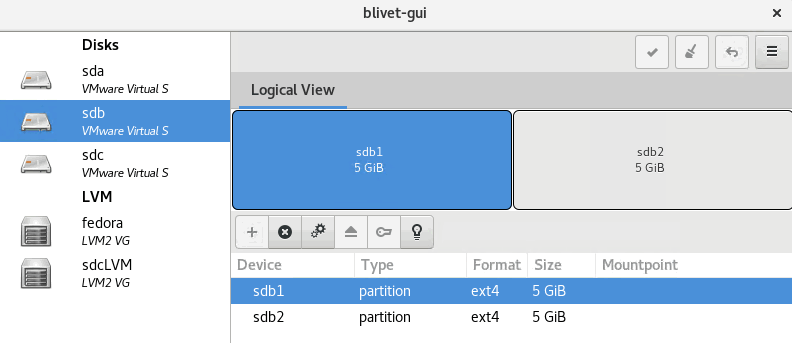 blivet-gui
Disks
sda
VMware Virtual S
sdb
VMware Virtual S
sdc
VMware Virtual S
LVM
fedora
LVM2 VG
sdcLVM
LVM2 VG
Logical View
sdb1
5 GiB
sdb2
5 GiB
Device Type Format Size Mountpoint
sdb1 partition ext4 5 GiB
sdb2 partition ext4 5 GiB